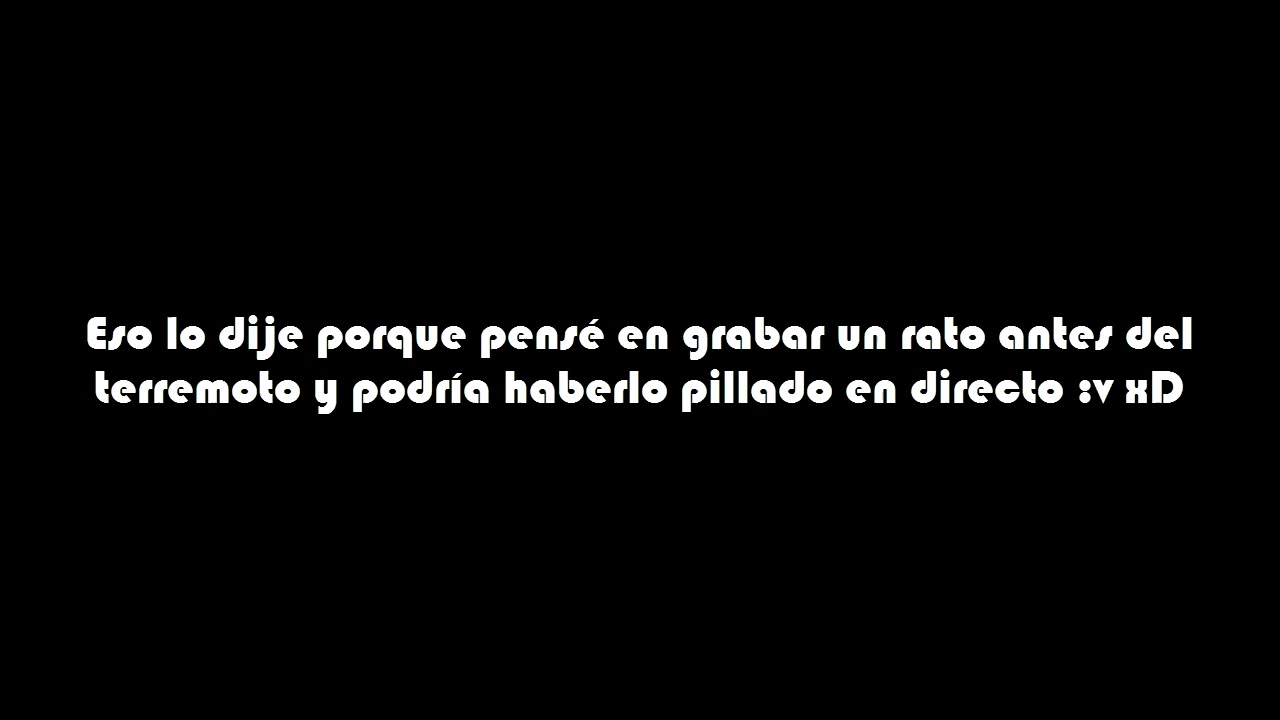 Eso lo dije porque pensé en grabar un rato antes del
terremoto y podría haberlo pillado en directo :v xD